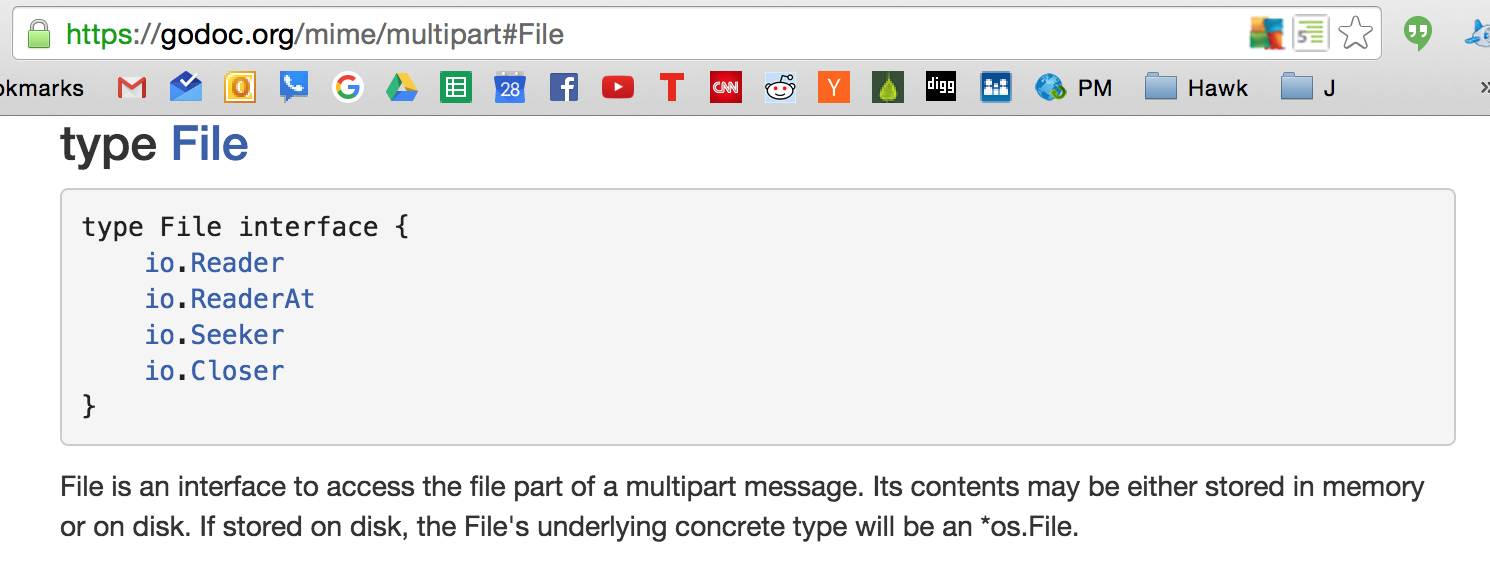 https://godoc.org/mime/multipart#File
okmarks
28
CNN
Y
digg
PM
Hawk
J
»
type File
type File interface {
    io.Reader
    io.ReaderAt
    io.Seeker
    io.Closer
}
File is an interface to access the file part of a multipart message. Its contents may be either stored in memory
or on disk. If stored on disk, the File's underlying concrete type will be an *os.File.